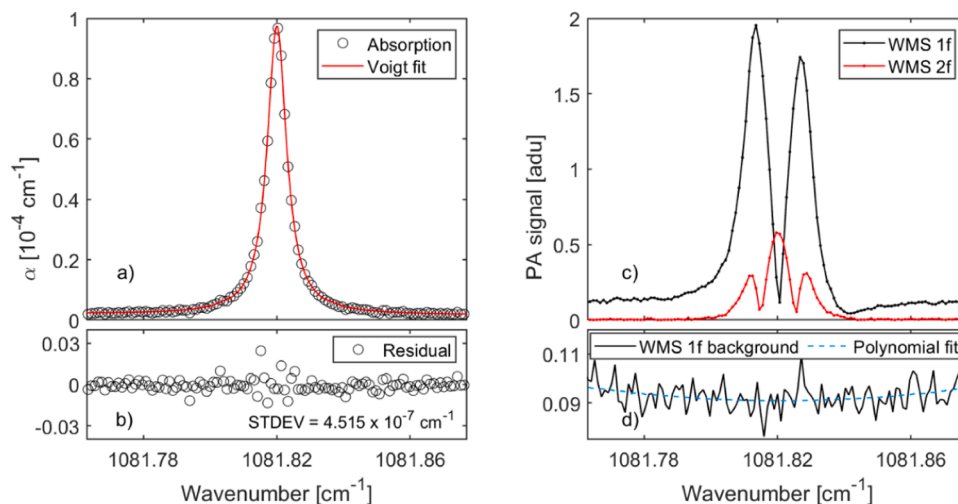 1
0.8
0.6
0.4
0.2
0
α [10⁻⁴ cm⁻¹]
Absorption
Voigt fit
a)
0.03
0
-0.03
Residual
b)
STDEV = 4.515 x 10⁻⁷ cm⁻¹
1081.78
1081.82
1081.86
Wavenumber [cm⁻¹]
2
1.5
1
0.5
0
PA signal [adu]
WMS 1f
WMS 2f
c)
0.11
0.09
WMS 1f background
Polynomial fit
d)
1081.78
1081.82
1081.86
Wavenumber [cm⁻¹]